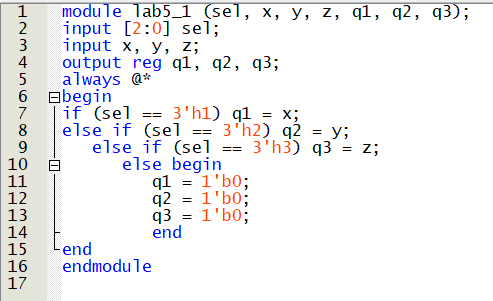 1 module lab5_1 (sel, x, y, z, q1, q2, q3);
2 input [2:0] sel;
3 input x, y, z;
4 output reg q1, q2, q3;
5 always @*
6 begin
7 if (sel == 3'h1) q1 = x;
8 else if (sel == 3'h2) q2 = y;
9 else if (sel == 3'h3) q3 = z;
10 else begin
11 q1 = 1'b0;
12 q2 = 1'b0;
13 q3 = 1'b0;
14 end
15 end
16 endmodule
17